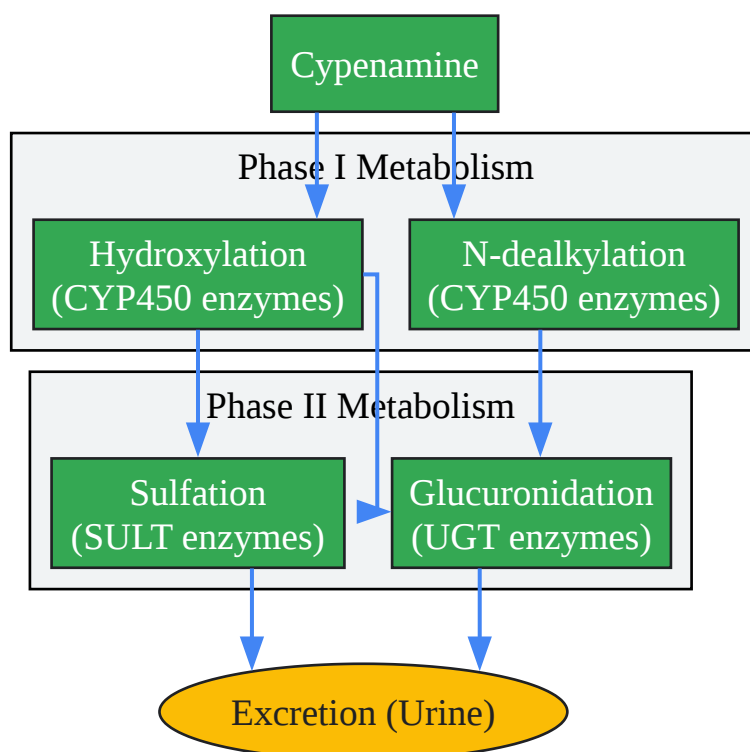 Cypenamine
Phase I Metabolism
Hydroxylation
(CYP450 enzymes)
N-dealkylation
(CYP450 enzymes)
Phase II Metabolism
Sulfation
(SULT enzymes)
Glucuronidation
(UGT enzymes)
Excretion (Urine)